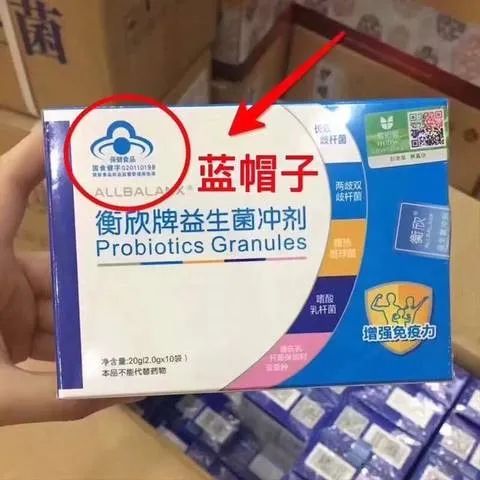 菌
保健食品
国食健字G20110198
蓝帽子
ALLBALANX®
衡欣牌益生菌冲剂
Probiotics Granules
长双
歧杆菌
两歧双
歧杆菌
嗜热
链球菌
嗜酸
乳杆菌
增强免疫力
衡欣
净含量:20g(2.0g×10袋)
本品不能代替药物